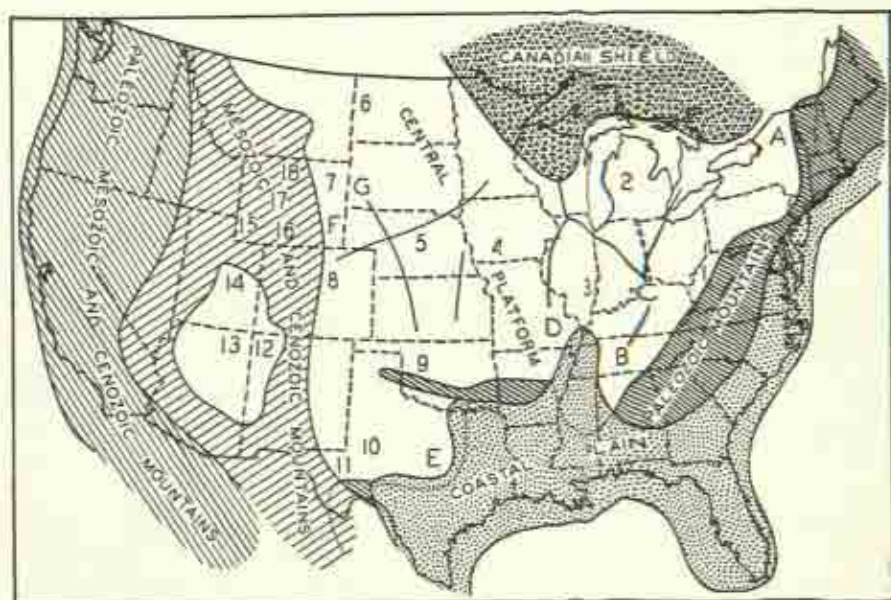 CANADIAN SHIELD
PALEOZOIC MESOZOIC AND CENOZOIC MOUNTAINS
MESOZOIC AND CENOZOIC MOUNTAINS
CENTRAL PLATFORM
PALEOZOIC MOUNTAINS
COASTAL PLAIN
A
6
2
18
7
G
17
15
16
F
5
4
14
8
3
D
13
12
9
B
10
E
11